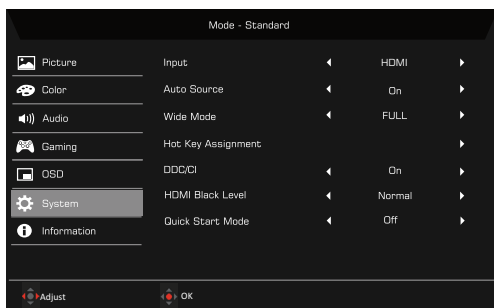 Mode - Standard
Picture
Color
Audio
Gaming
OSD
System
Information
Input HDMI
Auto Source On
Wide Mode FULL
Hot Key Assignment
DDC/CI On
HDMI Black Level Normal
Quick Start Mode Off
Adjust OK